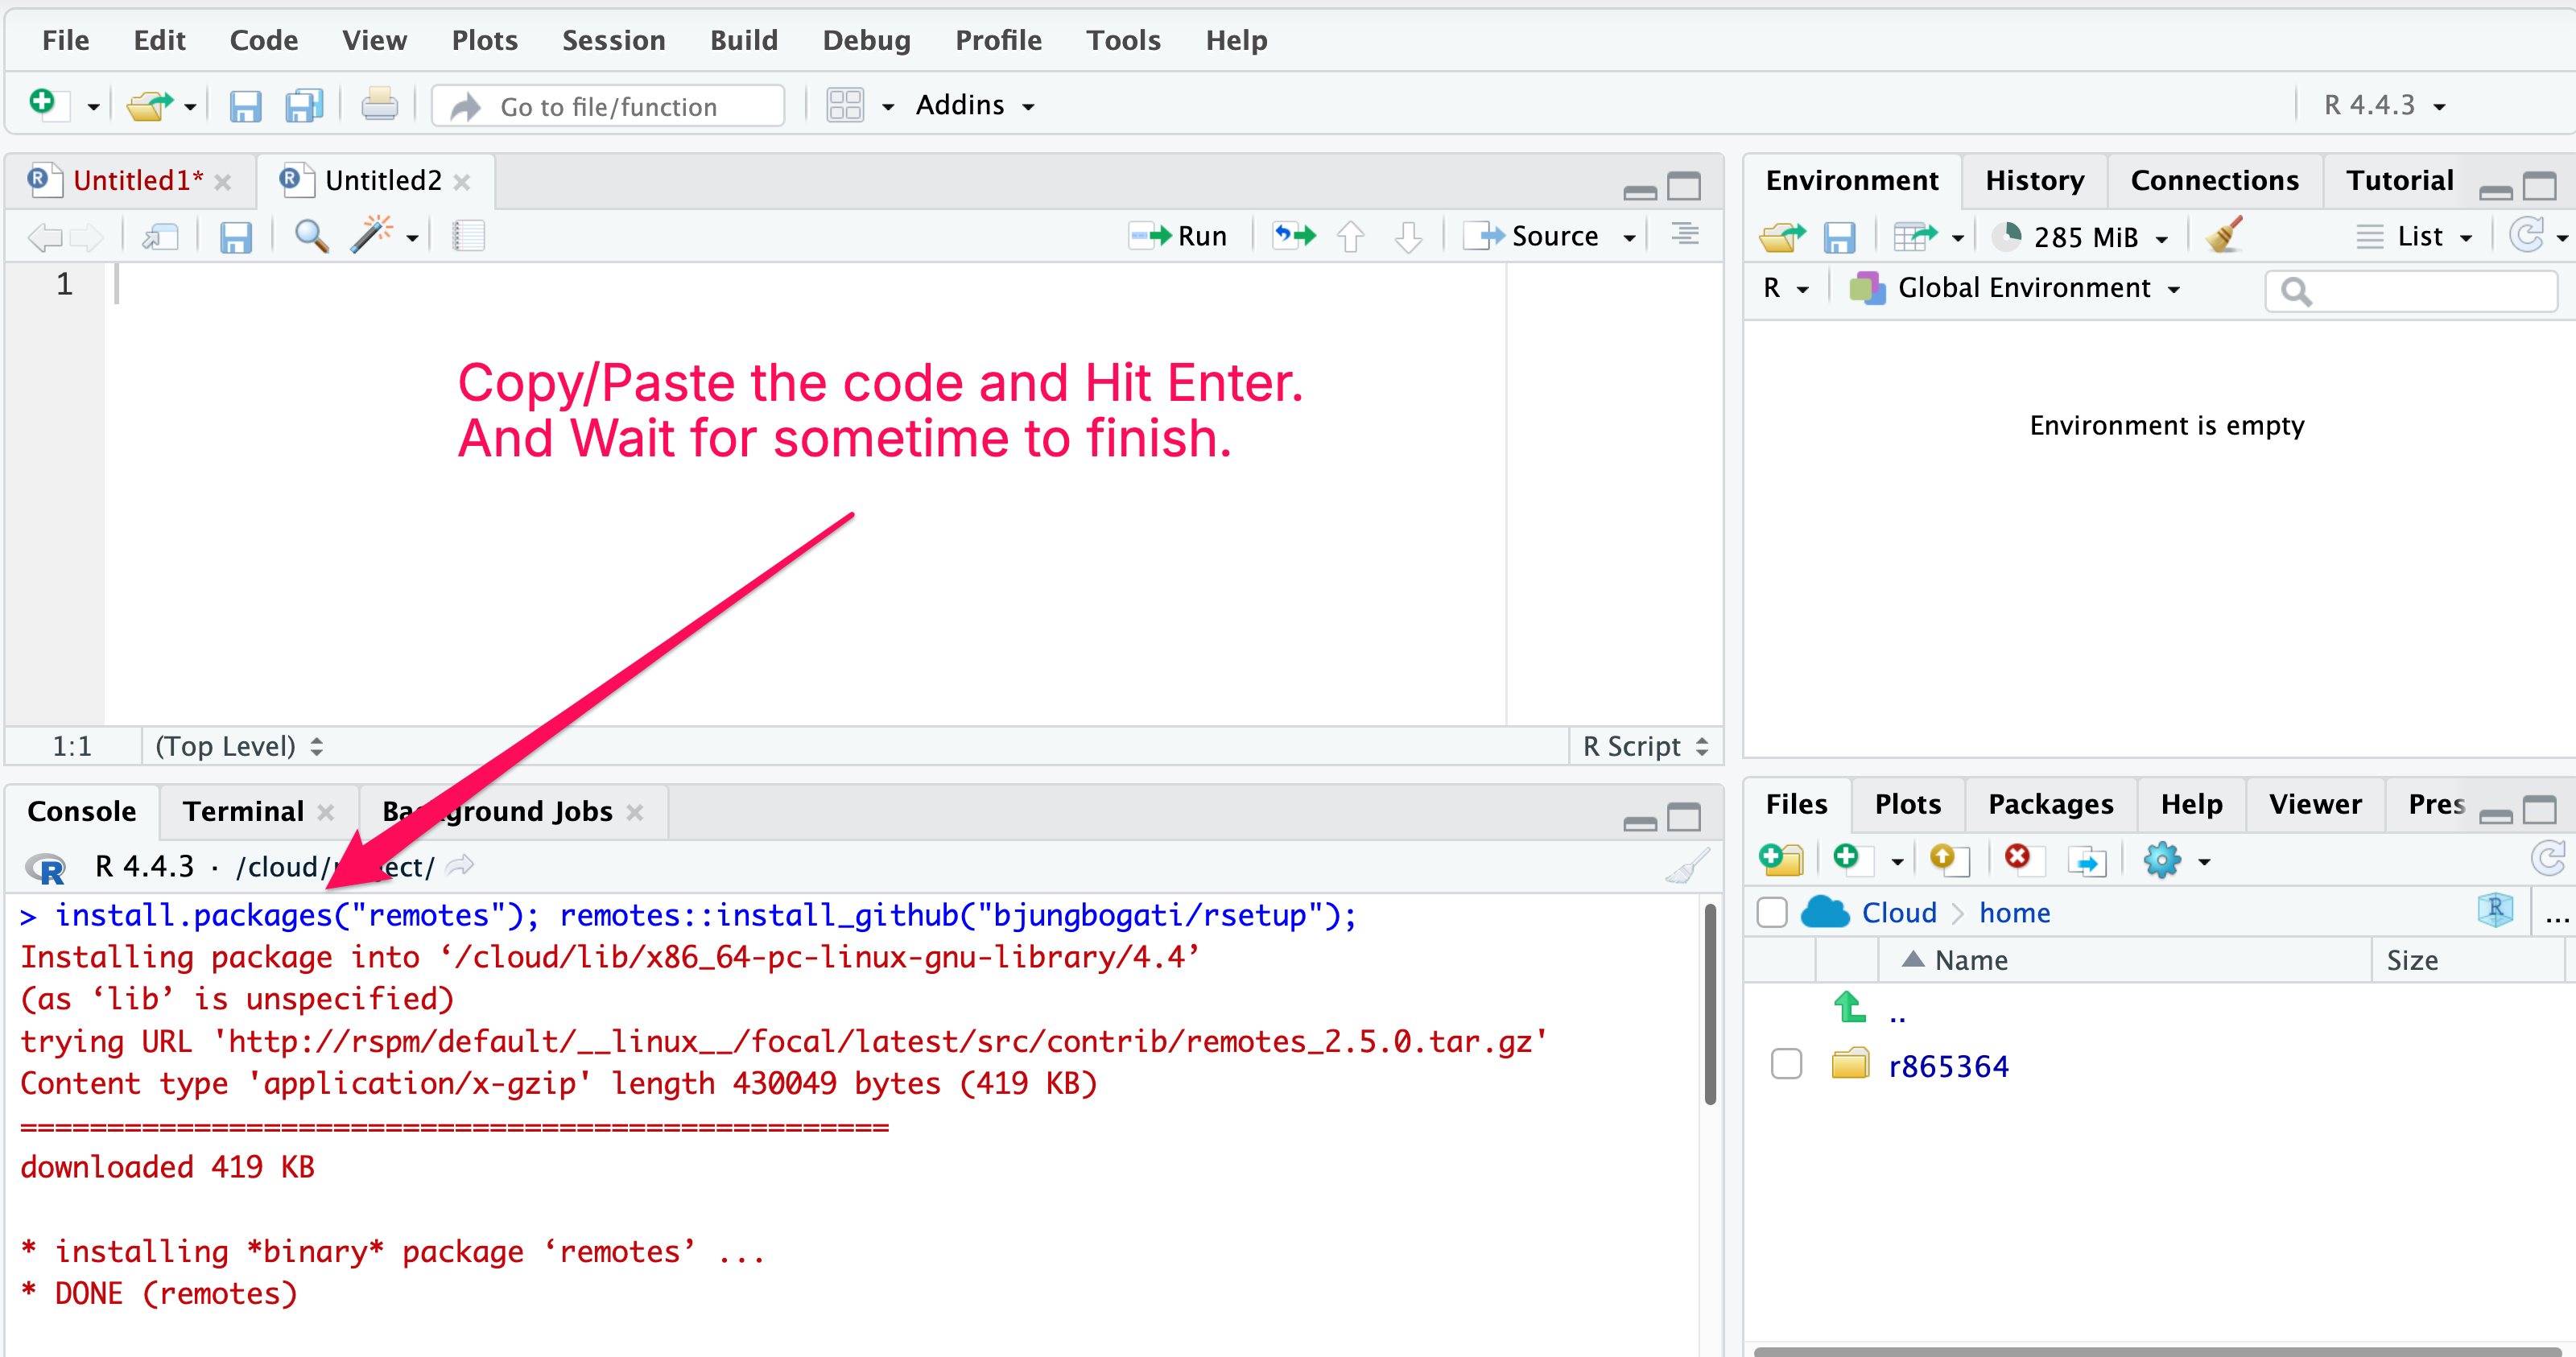 File Edit Code View Plots Session Build Debug Profile Tools Help
Go to file/function Addins R 4.4.3
Untitled1* Untitled2
Run Source
1
Copy/Paste the code and Hit Enter.
And Wait for sometime to finish.
1:1 (Top Level) R Script
Environment History Connections Tutorial
285 MiB List
R Global Environment
Environment is empty
Console Terminal Background Jobs
R 4.4.3 · /cloud/project/
> install.packages("remotes"); remotes::install_github("bjungbogati/rsetup");
Installing package into ‘/cloud/lib/x86_64-pc-linux-gnu-library/4.4’
(as ‘lib’ is unspecified)
trying URL 'http://rspm/default/__linux__/focal/latest/src/contrib/remotes_2.5.0.tar.gz'
Content type 'application/x-gzip' length 430049 bytes (419 KB)
==================================================
downloaded 419 KB
* installing *binary* package ‘remotes’ ...
* DONE (remotes)
Files Plots Packages Help Viewer Pres
Cloud > home R ...
Name Size
..
r865364